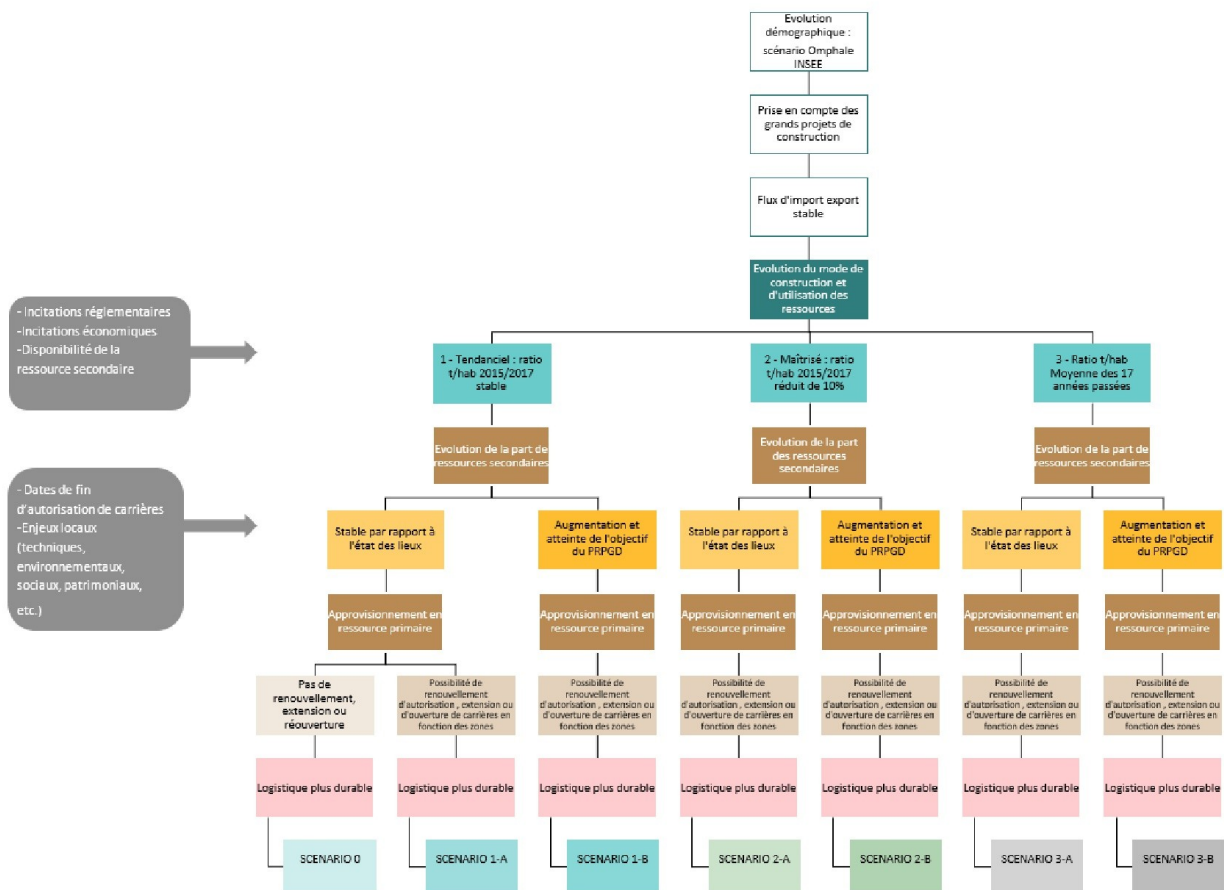 Evolution
démographique :
scénario Omphale
INSEE
Prise en compte des
grands projets de
construction
Flux d'import export
stable
Evolution du mode de
construction et
d'utilisation des
ressources
- Incitations réglementaires
-Incitations économiques
-Disponibilité de la
ressource secondaire
1 - Tendanciel : ratio
t/hab 2015/2017
stable
2 - Maîtrisé : ratio
t/hab 2015/2017
réduit de 10%
3 - Ratio t/hab
Moyenne des 17
années passées
Evolution de la part de
ressources secondaires
Evolution de la part
des ressources
secondaires
Evolution de la part de
ressources secondaires
- Dates de fin
d'autorisation de carrières
-Enjeux locaux
(techniques,
environnementaux,
sociaux, patrimoniaux,
etc.)
Stable par rapport à
l'état des lieux
Augmentation et
atteinte de l'objectif
du PRPGD
Stable par rapport à
l'état des lieux
Augmentation et
atteinte de l'objectif
du PRPGD
Stable par rapport à
l'état des lieux
Augmentation et
atteinte de l'objectif
du PRPGD
Approvisionnement en
ressource primaire
Approvisionnement en
ressource primaire
Approvisionnement en
ressource primaire
Approvisionnement en
ressource primaire
Approvisionnement en
ressource primaire
Approvisionnement en
ressource primaire
Pas de
renouvellement,
extension ou
réouverture
Possibilité de
renouvellement
d'autorisation , extension ou
d'ouverture de carrières en
fonction des zones
Possibilité de
renouvellement
d'autorisation , extension ou
d'ouverture de carrières en
fonction des zones
Possibilité de
renouvellement
d'autorisation , extension ou
d'ouverture de carrières en
fonction des zones
Possibilité de
renouvellement
d'autorisation , extension ou
d'ouverture de carrières en
fonction des zones
Possibilité de
renouvellement
d'autorisation , extension ou
d'ouverture de carrières en
fonction des zones
Possibilité de
renouvellement
d'autorisation , extension ou
d'ouverture de carrières en
fonction des zones
Logistique plus durable
Logistique plus durable
Logistique plus durable
Logistique plus durable
Logistique plus durable
Logistique plus durable
Logistique plus durable
SCENARIO 0
SCENARIO 1-A
SCENARIO 1-B
SCENARIO 2-A
SCENARIO 2-B
SCENARIO 3-A
SCENARIO 3-B